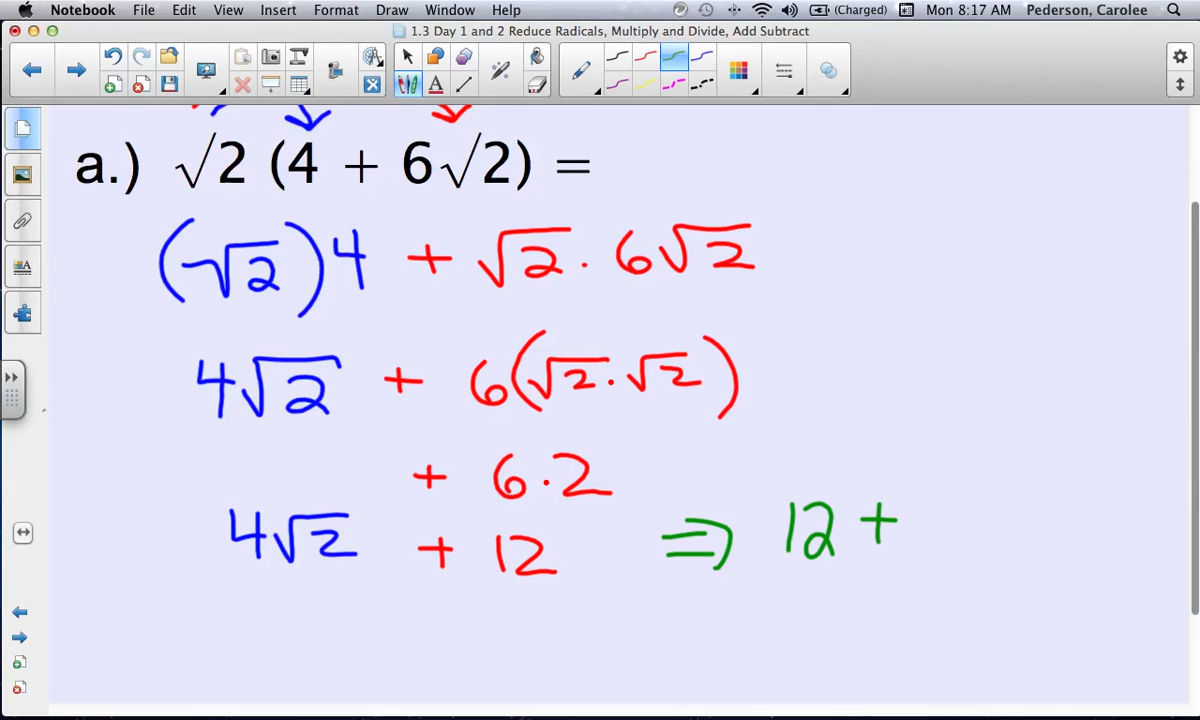 Notebook File Edit View Insert Format Draw Window Help (Charged) Mon 8:17 AM Pederson, Carolee
1.3 Day 1 and 2 Reduce Radicals, Multiply and Divide, Add Subtract
a.) √2 (4 + 6√2) =
(√2)4 + √2 · 6√2
4√2 + 6(√2 · √2)
+ 6 · 2
4√2 + 12 ⇒ 12 +